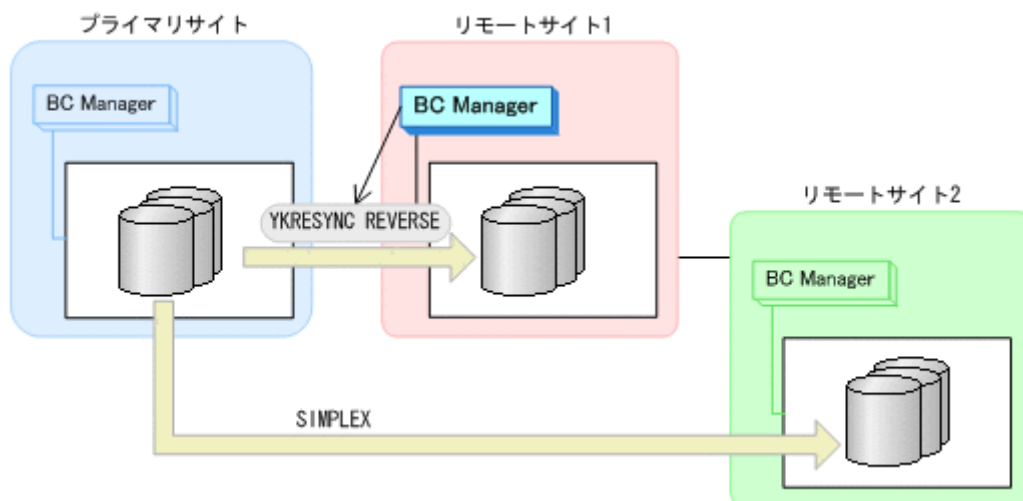 プライマリサイト
リモートサイト1
BC Manager
BC Manager
リモートサイト2
YKRESYNC REVERSE
BC Manager
SIMPLEX